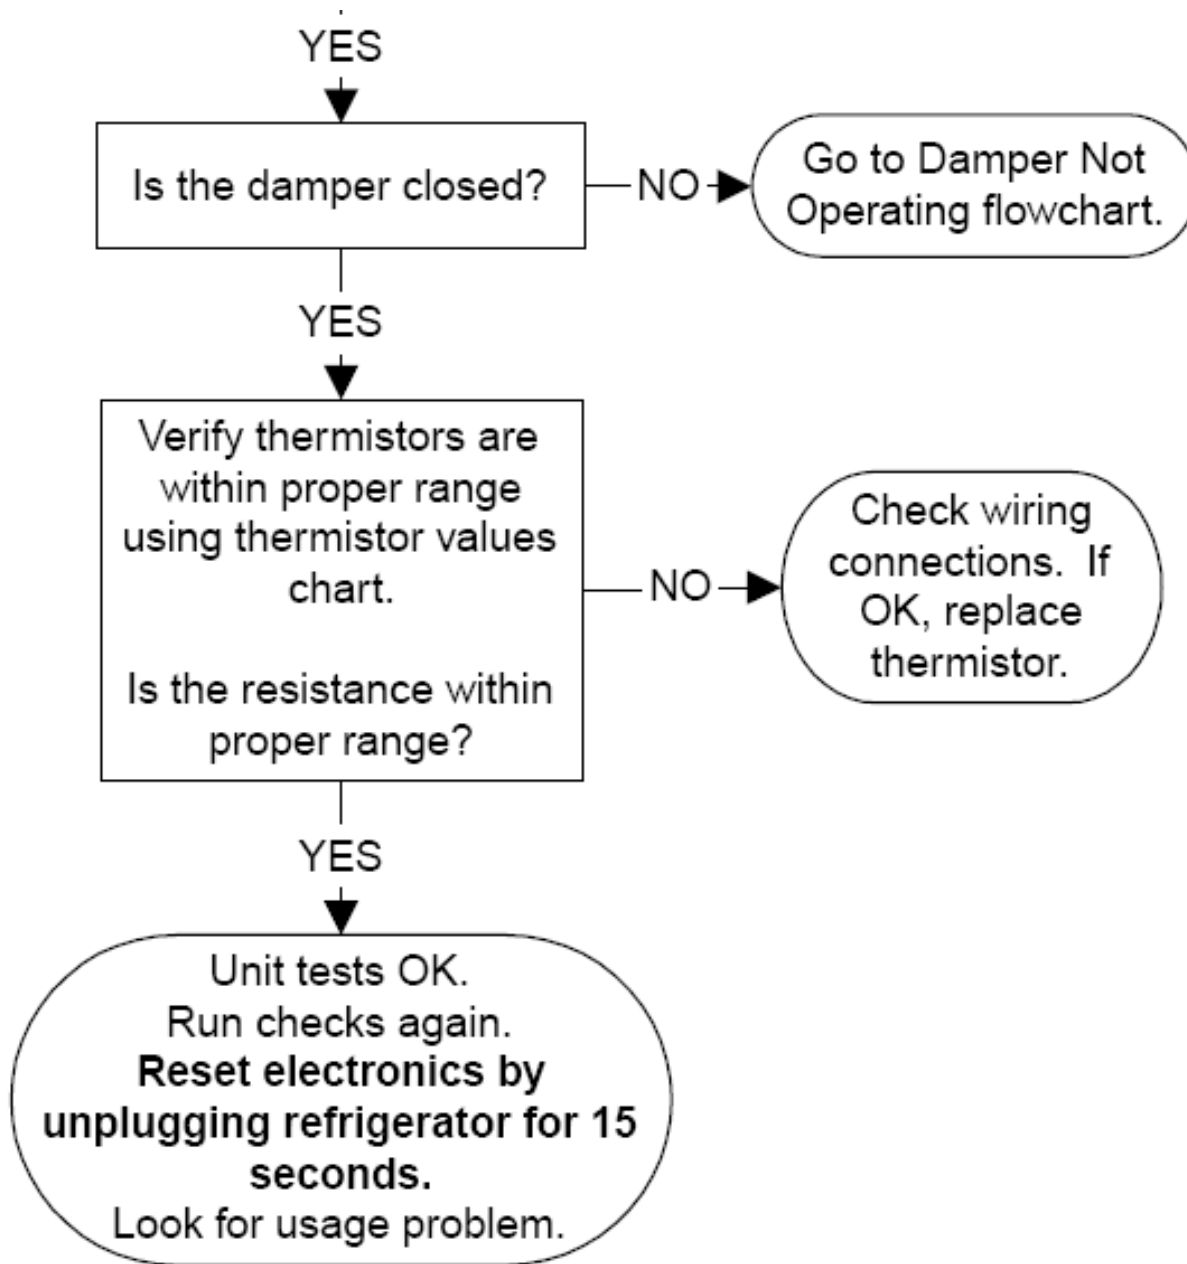 YES
Is the damper closed?
NO
Go to Damper Not
Operating flowchart.
YES
Verify thermistors are
within proper range
using thermistor values
chart.
Is the resistance within
proper range?
NO
Check wiring
connections.  If
OK, replace
thermistor.
YES
Unit tests OK.
Run checks again.
Reset electronics by
unplugging refrigerator for 15
seconds.
Look for usage problem.